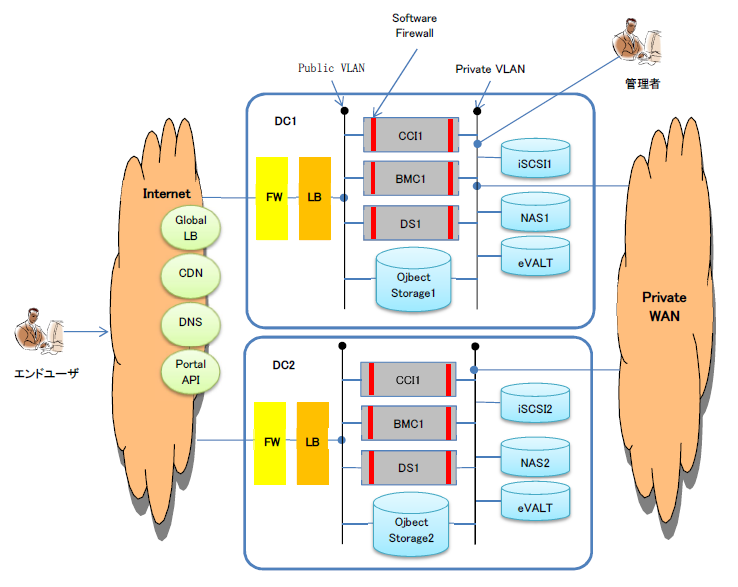 Software
Firewall
Public VLAN
Private VLAN
管理者
DC1
CCI1
iSCSI1
BMC1
Internet
FW
LB
NAS1
DS1
Global
LB
eVALT
CDN
Ojbect
Storage1
Private
WAN
DNS
エンドユーザ
Portal
API
DC2
CCI1
iSCSI2
BMC1
FW
LB
NAS2
DS1
eVALT
Ojbect
Storage2